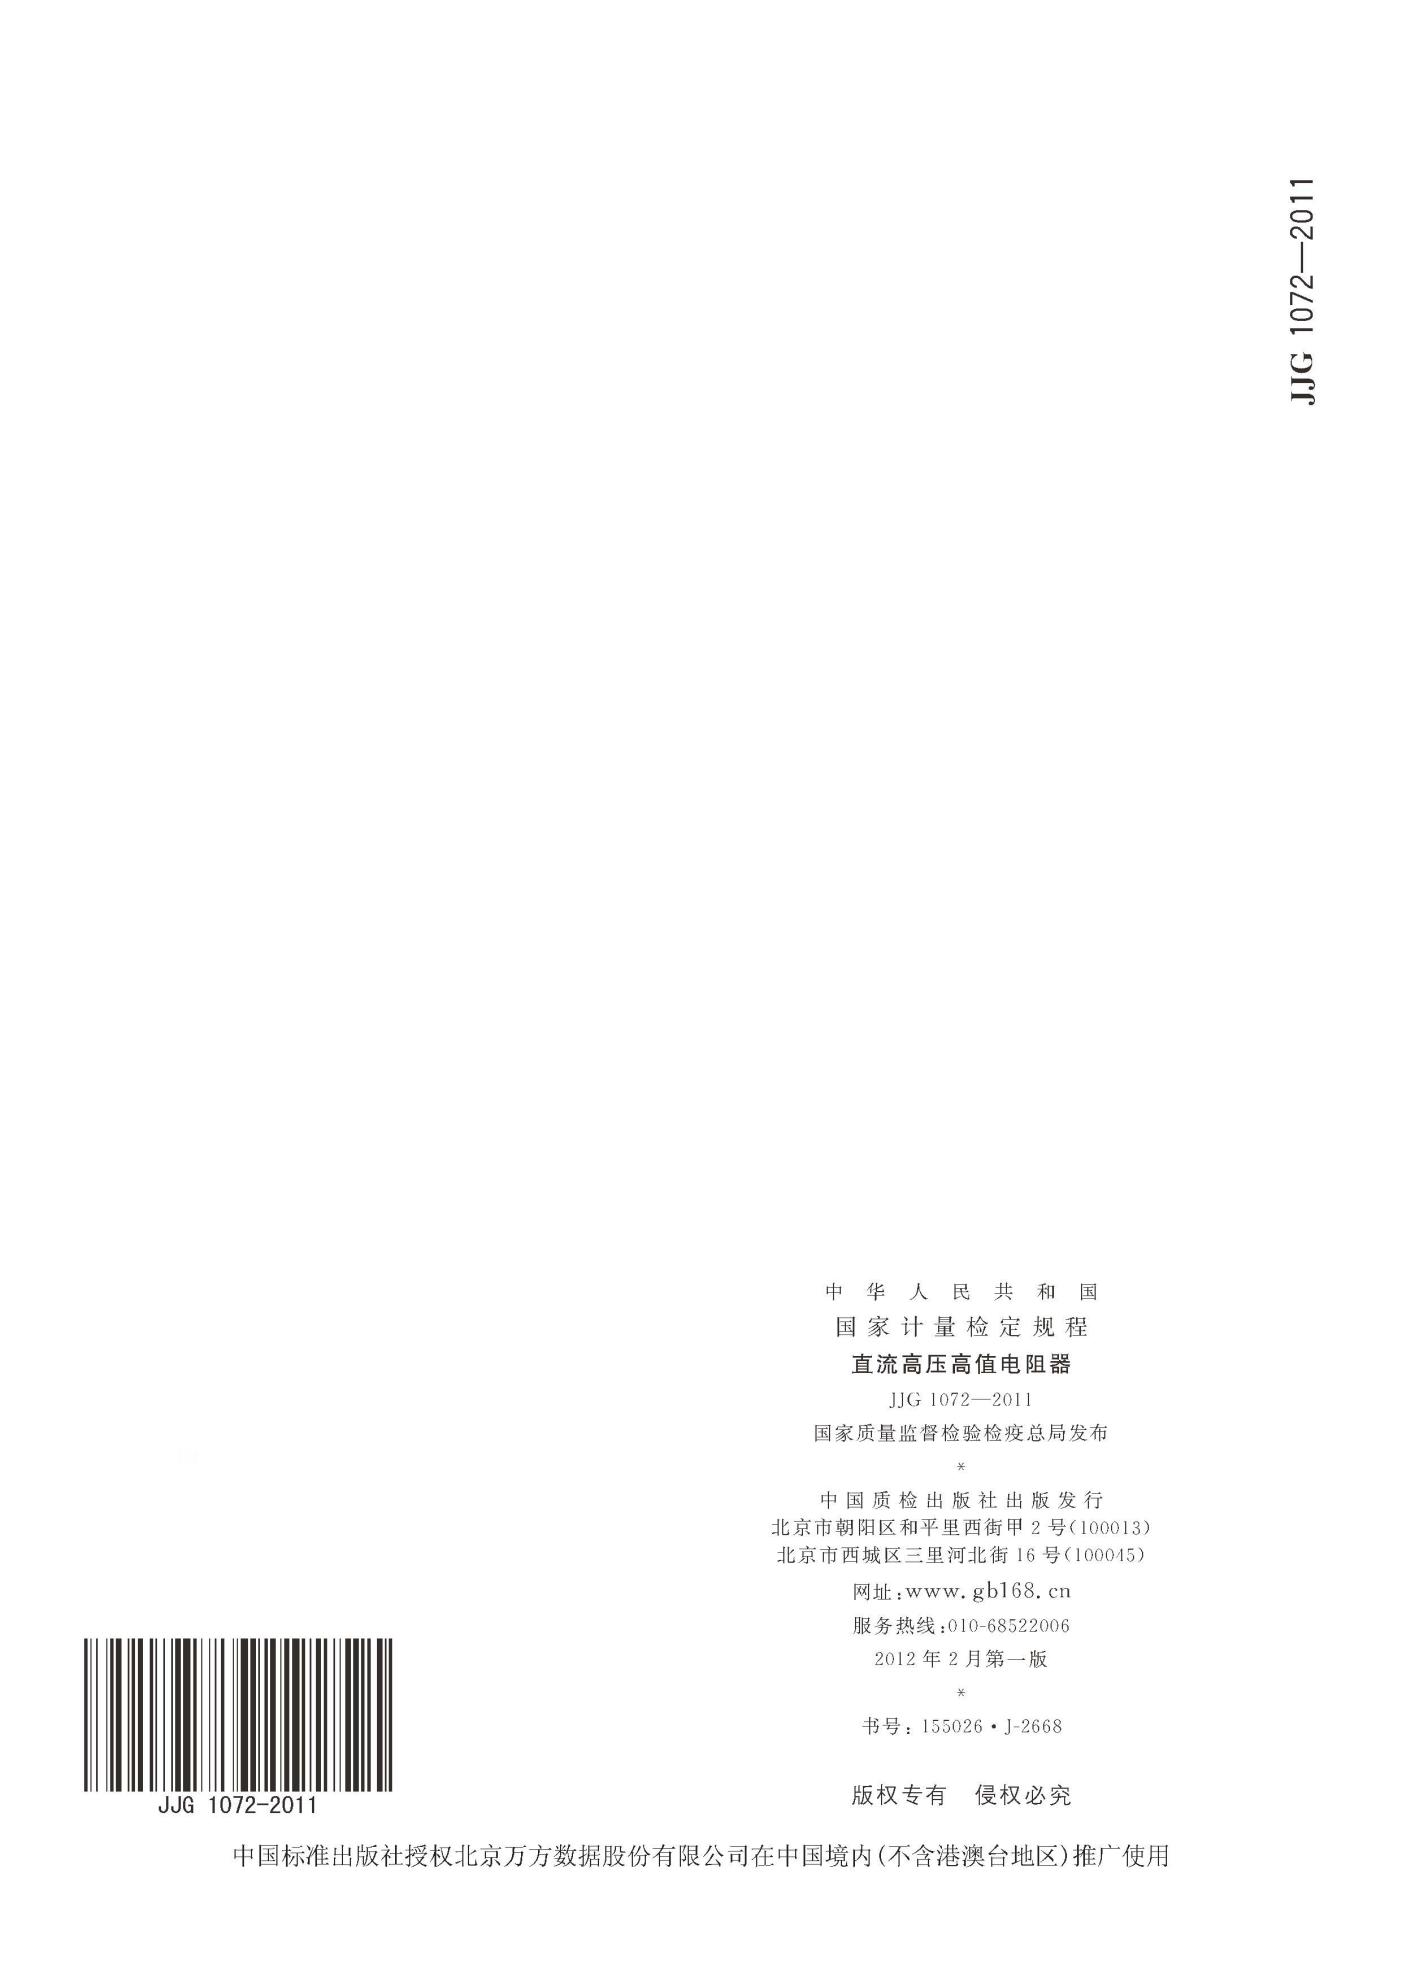 JJG 1072—2011
中华人民共和国
国家计量检定规程
直流高压高值电阻器
JJG 1072—2011
国家质量监督检验检疫总局发布
*
中国质检出版社出版发行
北京市朝阳区和平里西街甲 2 号(100013)
北京市西城区三里河北街 16 号(100045)
网址:www.gb168.cn
服务热线:010-68522006
2012 年 2 月第一版
*
书号: 155026·J-2668
版权专有 侵权必究
JJG 1072-2011
中国标准出版社授权北京万方数据股份有限公司在中国境内(不含港澳台地区)推广使用